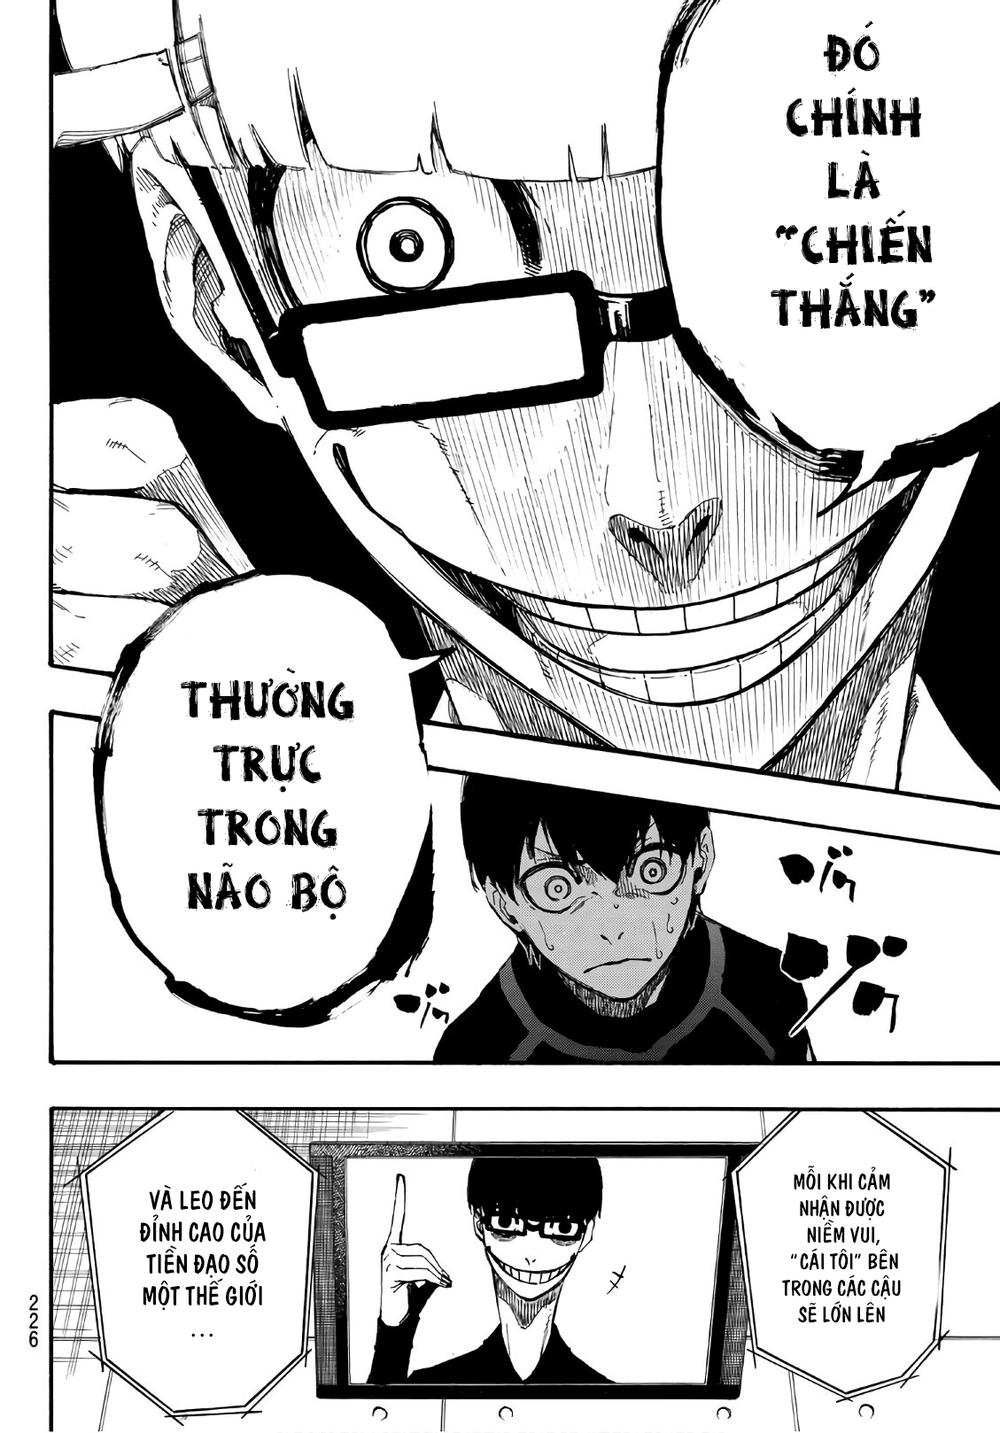 ĐÓ
CHÍNH
LÀ
“CHIẾN
THẮNG”
THƯỜNG
TRỰC
TRONG
NÃO BỘ
MỖI KHI CẢM
NHẬN ĐƯỢC
NIỀM VUI,
“CÁI TÔI” BÊN
TRONG CÁC CẬU
SẼ LỚN LÊN
VÀ LEO ĐẾN
ĐỈNH CAO CỦA
TIỀN ĐẠO SỐ
MỘT THẾ GIỚI
...
226